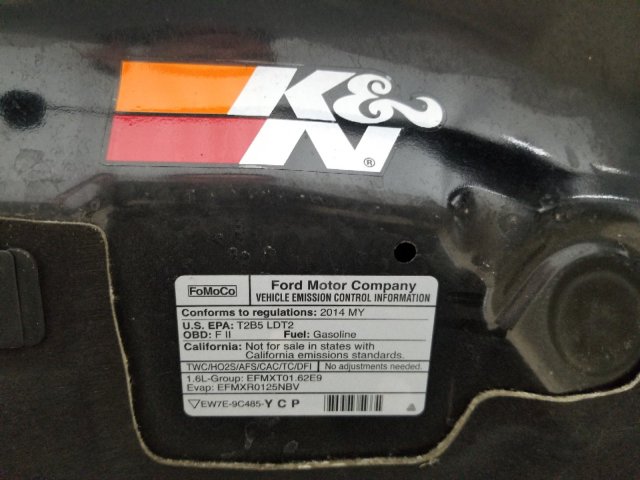 K&N ®
FoMoCo
Ford Motor Company
VEHICLE EMISSION CONTROL INFORMATION
Conforms to regulations: 2014 MY
U.S. EPA: T2B5 LDT2
OBD: F II Fuel: Gasoline
California: Not for sale in states with
California emissions standards.
TWC/HO2S/AFS/CAC/TC/DFI No adjustments needed.
1.6L-Group: EFMXT01.62E9
Evap: EFMXR0125NBV
EW7E-9C485-Y C P